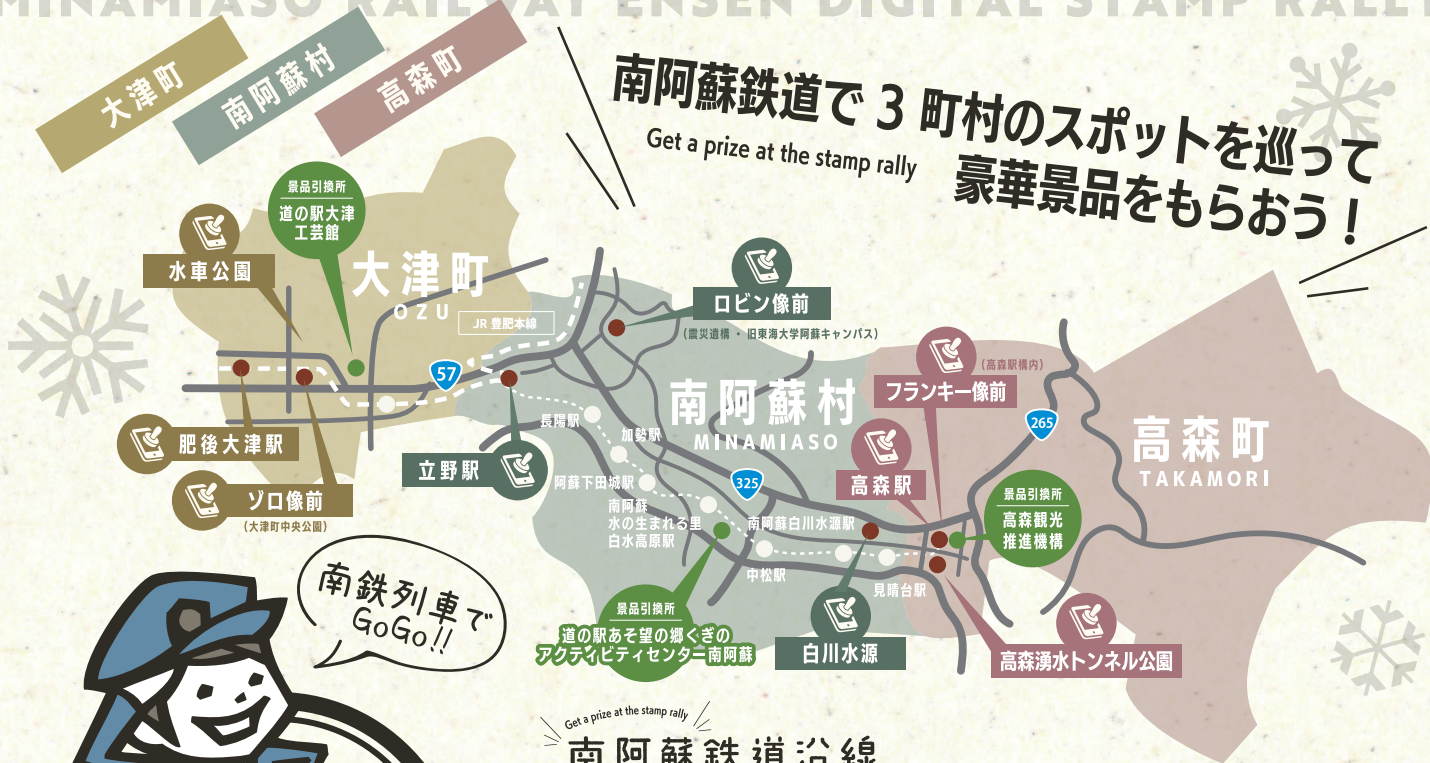 MINAMIASO RAILWAY ENSEN DIGITAL STAMP RALLY
大津町
南阿蘇村
高森町
南阿蘇鉄道で3町村のスポットを巡って
Get a prize at the stamp rally
豪華景品をもらおう!
景品引換所
道の駅大津
工芸館
水車公園
大津町
OZU
JR 豊肥本線
57
ロビン像前
(震災遺構・旧東海大学阿蘇キャンパス)
フランキー像前
(高森駅構内)
南阿蘇村
MINAMIASO
265
高森町
TAKAMORI
肥後大津駅
ゾロ像前
(大津町中央公園)
立野駅
長陽駅
加勢駅
阿蘇下田城駅
南阿蘇
水の生まれる里
白水高原駅
325
高森駅
南阿蘇白川水源駅
中松駅
見晴台駅
景品引換所
高森観光
推進機構
景品引換所
道の駅あそ望の郷くぎの
アクティビティセンター南阿蘇
白川水源
高森湧水トンネル公園
南鉄列車で
GoGo!!
Get a prize at the stamp rally
南阿蘇鉄道沿線